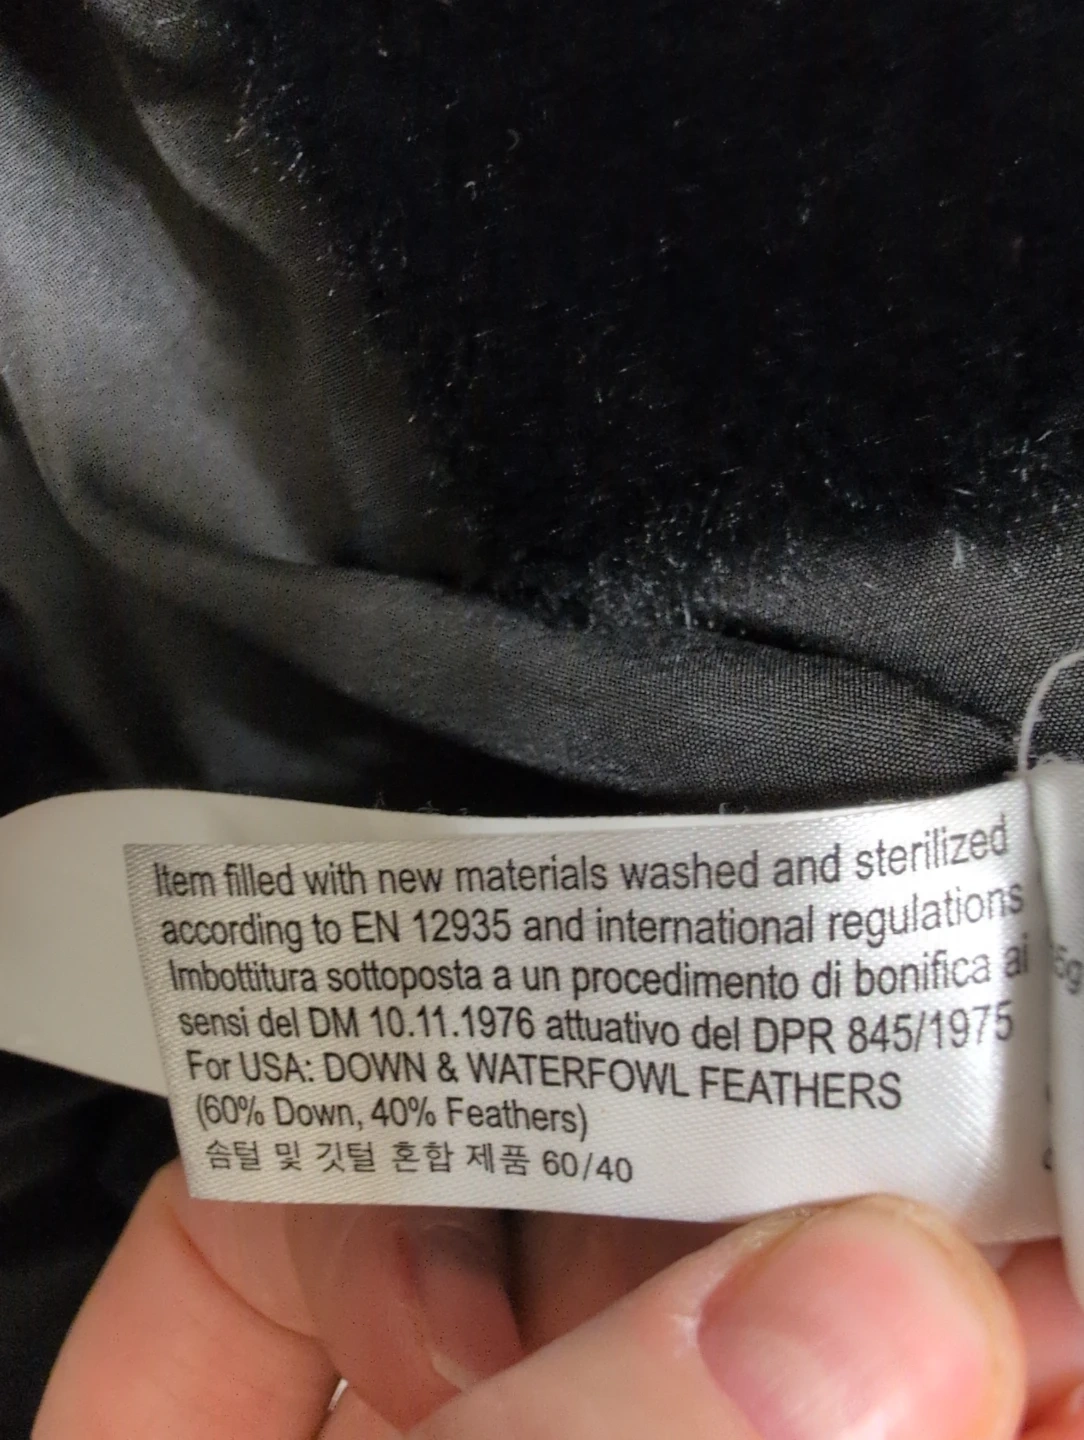 Item filled with new materials washed and sterilized
according to EN 12935 and international regulations
Imbottitura sottoposta a un procedimento di bonifica ai
sensi del DM 10.11.1976 attuativo del DPR 845/1975
For USA: DOWN & WATERFOWL FEATHERS
(60% Down, 40% Feathers)
솜털 및 깃털 혼합 제품 60/40